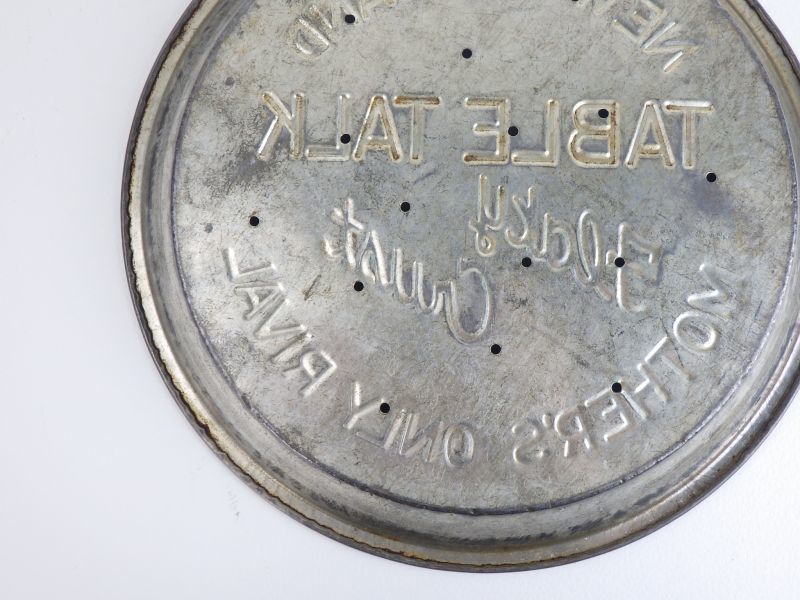 TABLE TALK
Flaky
Crust
MOTHER'S ONLY RIVAL